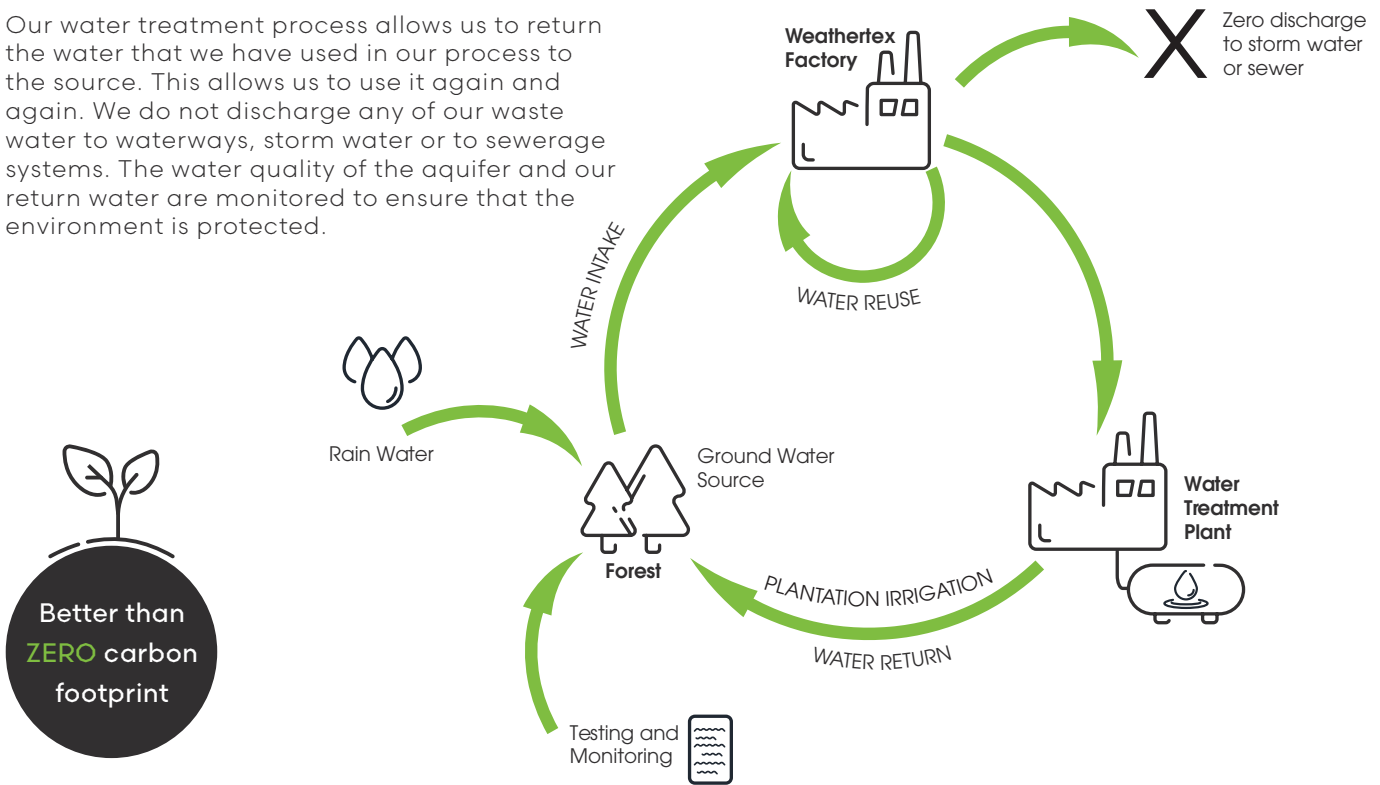 Our water treatment process allows us to return
the water that we have used in our process to
the source. This allows us to use it again and
again. We do not discharge any of our waste
water to waterways, storm water or to sewerage
systems. The water quality of the aquifer and our
return water are monitored to ensure that the
environment is protected.
Weathertex
Factory
X
Zero discharge
to storm water
or sewer
WATER INTAKE
WATER REUSE
Rain Water
Ground Water
Source
Forest
Water
Treatment
Plant
PLANTATION IRRIGATION
WATER RETURN
Better than
ZERO carbon
footprint
Testing and
Monitoring